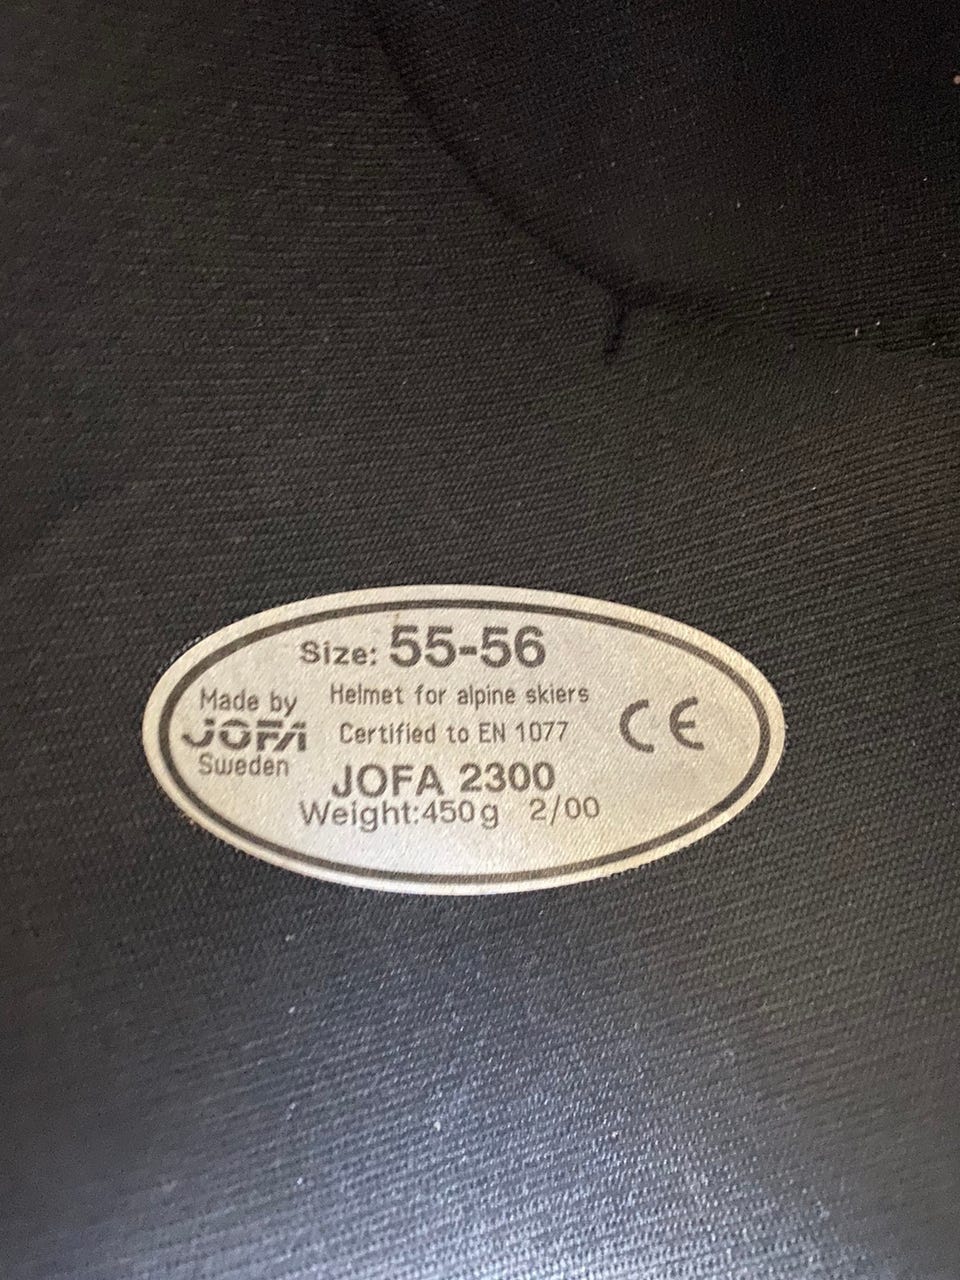 Size: 55-56
Made by
JOFA
Sweden
Helmet for alpine skiers
Certified to EN 1077
JOFA 2300
Weight:450g 2/00
CE